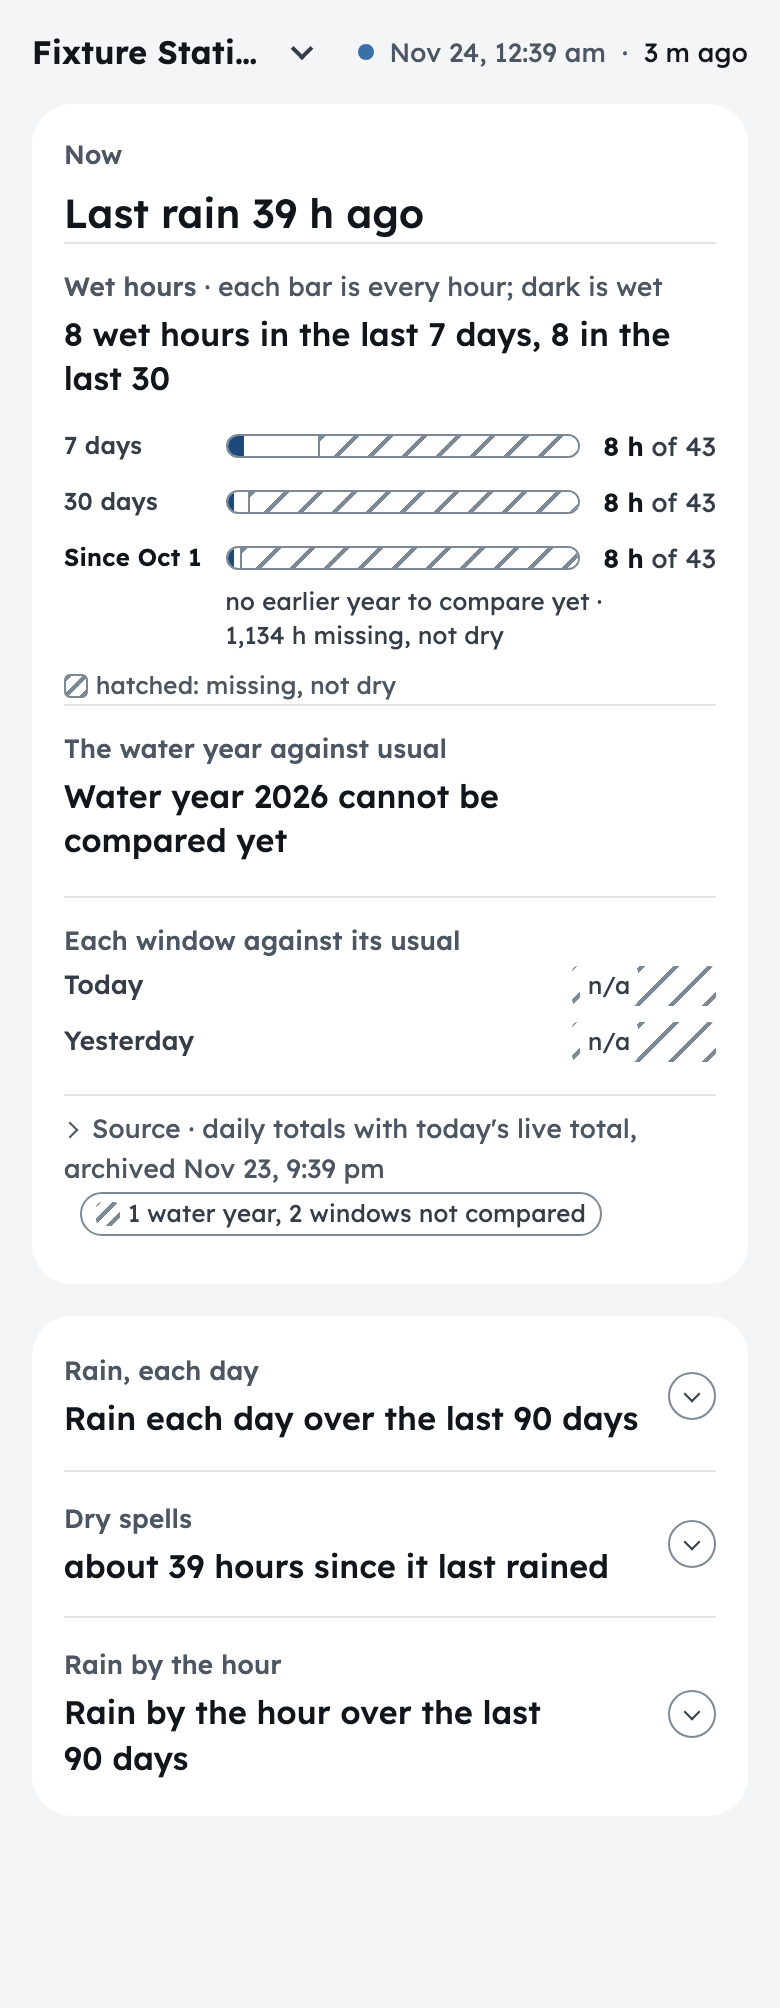 Fixture Stati...
Nov 24, 12:39 am · 3 m ago
Now
Last rain 39 h ago
Wet hours · each bar is every hour; dark is wet
8 wet hours in the last 7 days, 8 in the
last 30
7 days 8 h of 43
30 days 8 h of 43
Since Oct 1 8 h of 43
no earlier year to compare yet ·
1,134 h missing, not dry
hatched: missing, not dry
The water year against usual
Water year 2026 cannot be
compared yet
Each window against its usual
Today n/a
Yesterday n/a
Source · daily totals with today's live total,
archived Nov 23, 9:39 pm
1 water year, 2 windows not compared
Rain, each day
Rain each day over the last 90 days
Dry spells
about 39 hours since it last rained
Rain by the hour
Rain by the hour over the last
90 days